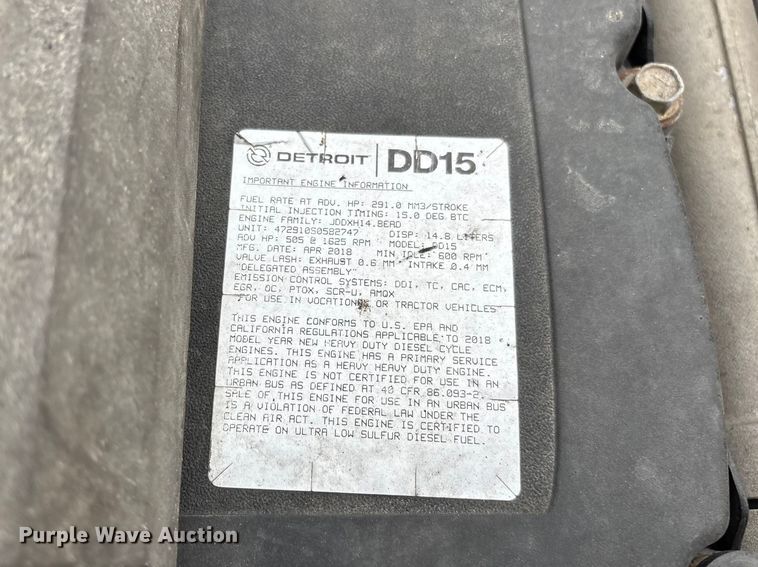 DETROIT DD15
IMPORTANT ENGINE INFORMATION
FUEL RATE AT ADV. HP: 291.0 MM3/STROKE
INITIAL INJECTION TIMING: 15.0 DEG BTC
ENGINE FAMILY: JDDXH14.8EAD
UNIT: 472910S0582747 DISP: 14.8 LITERS
ADV HP: 505 @ 1625 RPM MODEL: DD15
MFG. DATE: APR 2018 MIN IDLE: 600 RPM
VALVE LASH: EXHAUST 0.6 MM INTAKE 0.4 MM
"DELEGATED ASSEMBLY"
EMISSION CONTROL SYSTEMS: DDI, TC, CAC, ECM,
EGR, OC, PTOX, SCR-U, AMOX
FOR USE IN VOCATIONAL OR TRACTOR VEHICLES
THIS ENGINE CONFORMS TO U.S. EPA AND
CALIFORNIA REGULATIONS APPLICABLE TO 2018
MODEL YEAR NEW HEAVY DUTY DIESEL CYCLE
ENGINES. THIS ENGINE HAS A PRIMARY SERVICE
APPLICATION AS A HEAVY HEAVY DUTY ENGINE.
THIS ENGINE IS NOT CERTIFIED FOR USE IN AN
URBAN BUS AS DEFINED AT 40 CFR 86.093-2.
SALE OF THIS ENGINE FOR USE IN AN URBAN BUS
IS A VIOLATION OF FEDERAL LAW UNDER THE
CLEAN AIR ACT. THIS ENGINE IS CERTIFIED TO
OPERATE ON ULTRA LOW SULFUR DIESEL FUEL.
Purple Wave Auction